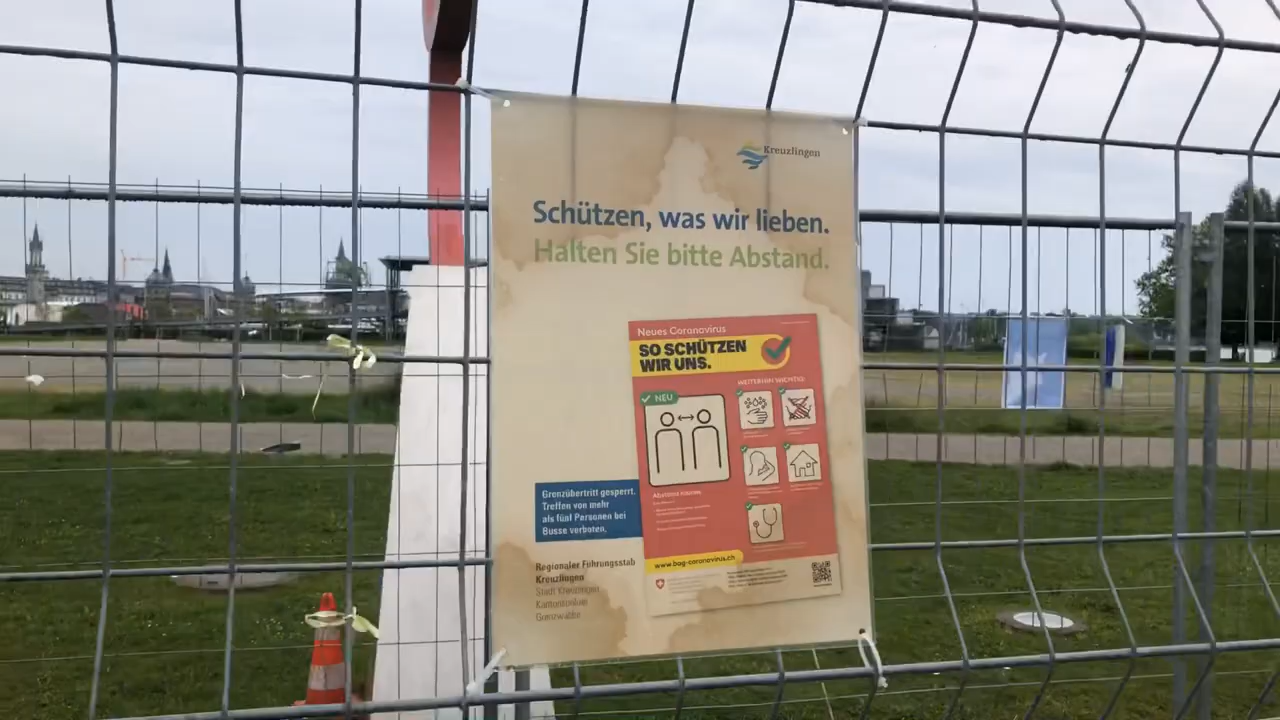 Kreuzlingen
Schützen, was wir lieben.
Halten Sie bitte Abstand.
Neues Coronavirus
SO SCHÜTZEN
WIR UNS.
WEITERHIN WICHTIG:
NEU
Abstand halten.
Grenzübertritt gesperrt.
Treffen von mehr
als fünf Personen bei
Busse verboten.
www.bag-coronavirus.ch
Regionaler Führungsstab
Kreuzlingen
Stadt Kreuzlingen
Kantonspolizei
Grenzwache